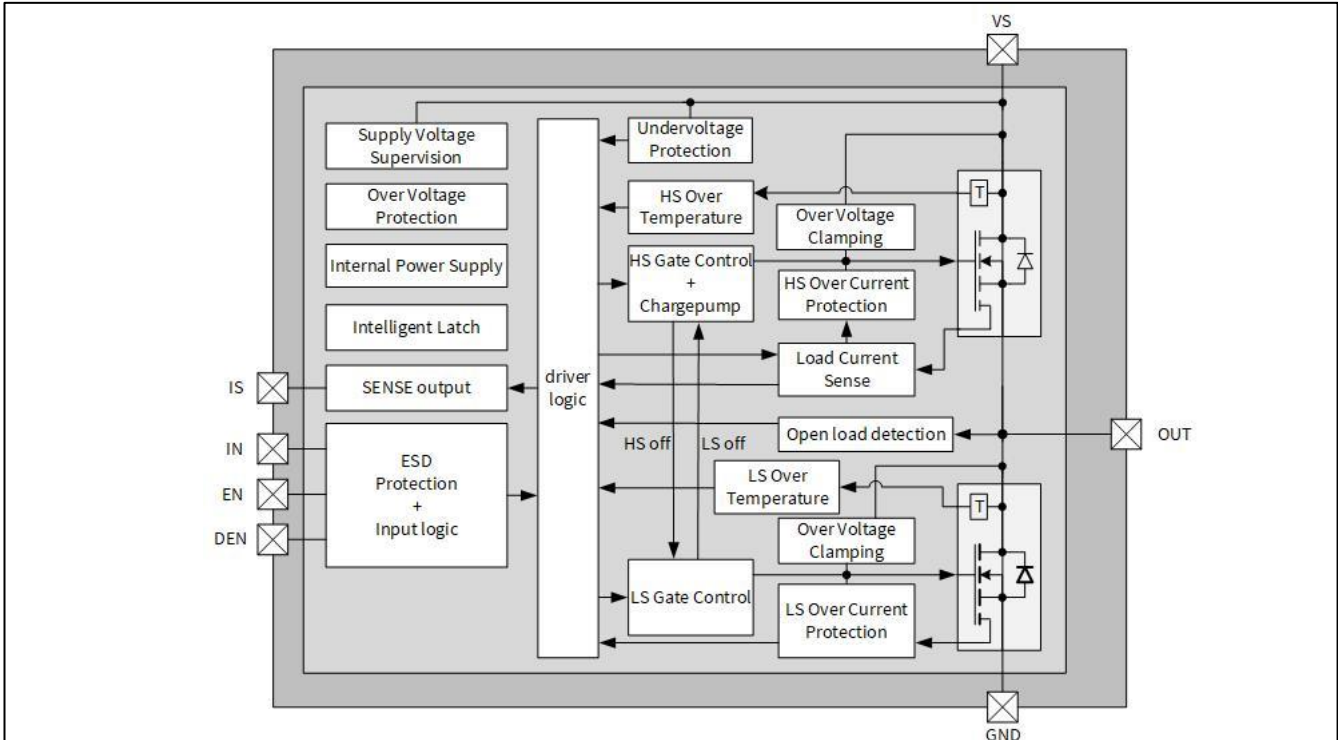 VS
Supply Voltage
Supervision
Undervoltage
Protection
Over Voltage
Protection
HS Over
Temperature
Over Voltage
Clamping
T
Internal Power Supply
HS Gate Control
+
Chargepump
HS Over Current
Protection
Intelligent Latch
Load Current
Sense
driver
logic
IS
SENSE output
IN
EN
DEN
ESD
Protection
+
Input logic
HS off
LS off
Open load detection
OUT
LS Over
Temperature
T
Over Voltage
Clamping
LS Gate Control
LS Over Current
Protection
GND